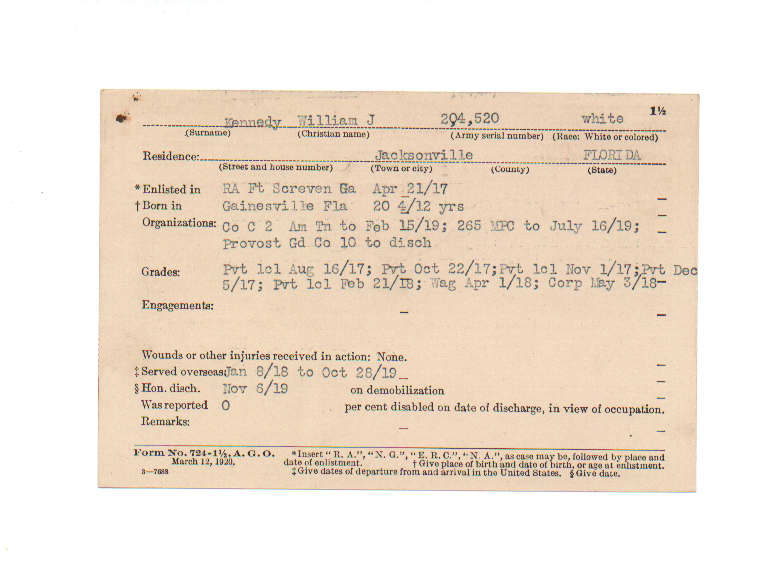 1½
Kennedy William J 294,520 white
(Surname) (Christian name) (Army serial number) (Race: White or colored)
Residence: Jacksonville FLORIDA
(Street and house number) (Town or city) (County) (State)
*Enlisted in RA Ft Screven Ga Apr 21/17
†Born in Gainesville Fla 20 4/12 yrs
Organizations: Co C 2 Am Tn to Feb 15/19; 265 MPC to July 16/19;
Provost Gd Co 10 to disch
Grades: Pvt 1cl Aug 16/17; Pvt Oct 22/17;Pvt 1cl Nov 1/17;Pvt Dec
5/17; Pvt 1cl Feb 21/18; Wag Apr 1/18; Corp May 3/18-
Engagements: -
Wounds or other injuries received in action: None.
‡Served overseas: Jan 8/18 to Oct 28/19
§Hon. disch. Nov 6/19 on demobilization
Was reported 0 per cent disabled on date of discharge, in view of occupation.
Remarks: -
Form No. 724-1½, A. G. O. *Insert "R. A.", "N. G.", "E. R. C.", "N. A.", as case may be, followed by place and
March 12, 1920. date of enlistment. †Give place of birth and date of birth, or age at enlistment.
3—7688 ‡Give dates of departure from and arrival in the United States. §Give date.